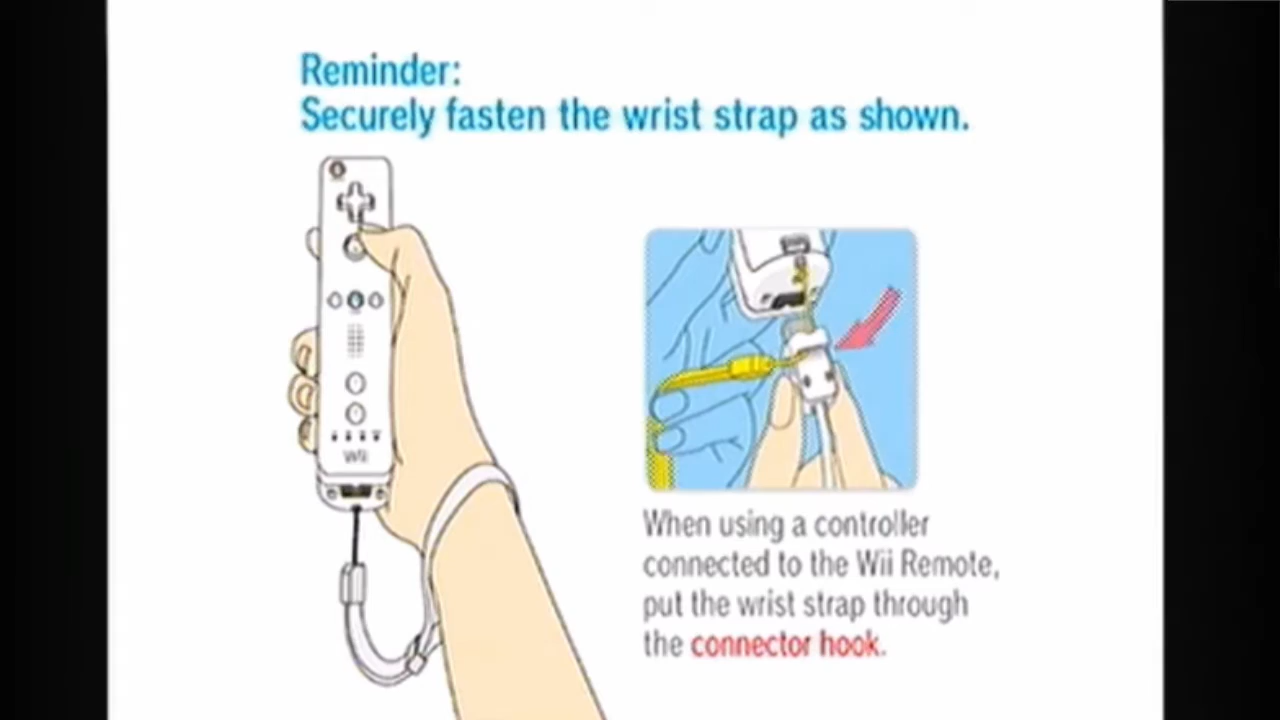 Reminder:
Securely fasten the wrist strap as shown.
Wii
When using a controller
connected to the Wii Remote,
put the wrist strap through
the connector hook.